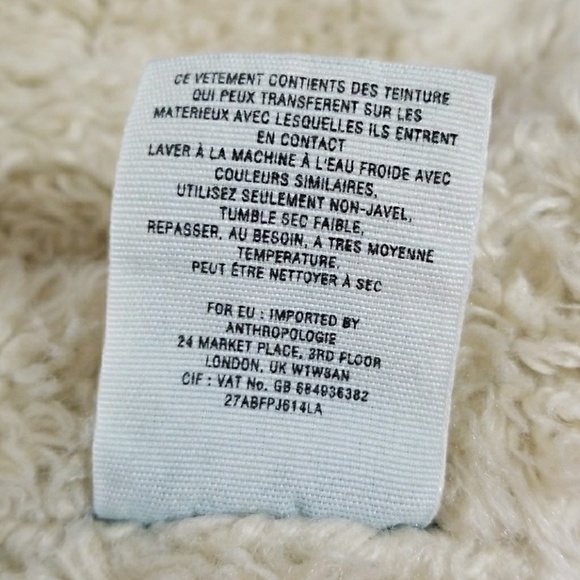 CE VETEMENT CONTIENTS DES TEINTURE
QUI PEUX TRANSFERENT SUR LES
MATERIEUX AVEC LESQUELLES ILS ENTRENT
EN CONTACT
LAVER À LA MACHINE À L'EAU FROIDE AVEC
COULEURS SIMILAIRES,
UTILISEZ SEULEMENT NON-JAVEL,
TUMBLE SEC FAIBLE,
REPASSER, AU BESOIN, A TRES MOYENNE
TEMPERATURE,
PEUT ÊTRE NETTOYER À SEC
FOR EU : IMPORTED BY
ANTHROPOLOGIE
24 MARKET PLACE, 3RD FLOOR
LONDON, UK W1W8AN
CIF : VAT No. GB 684936382
27ABFPJ614LA